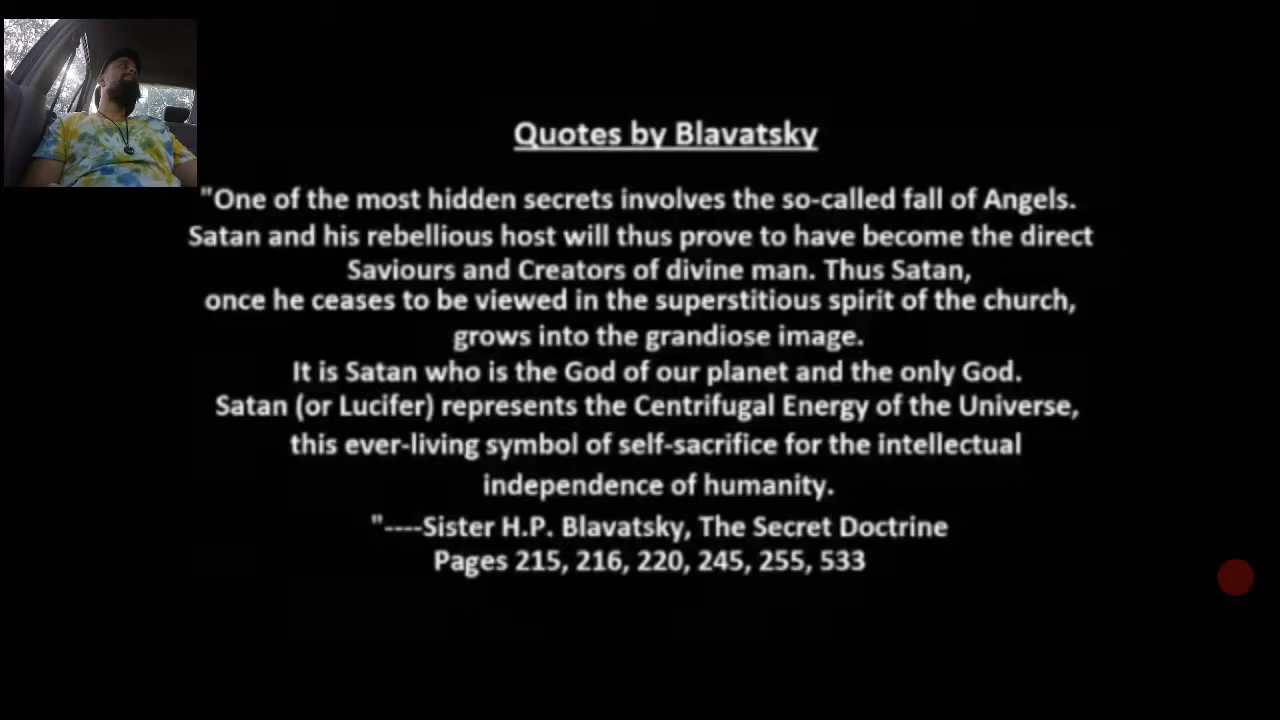 Quotes by Blavatsky
"One of the most hidden secrets involves the so-called fall of Angels.
Satan and his rebellious host will thus prove to have become the direct
Saviours and Creators of divine man. Thus Satan,
once he ceases to be viewed in the superstitious spirit of the church,
grows into the grandiose image.
It is Satan who is the God of our planet and the only God.
Satan (or Lucifer) represents the Centrifugal Energy of the Universe,
this ever-living symbol of self-sacrifice for the intellectual
independence of humanity.
"----Sister H.P. Blavatsky, The Secret Doctrine
Pages 215, 216, 220, 245, 255, 533